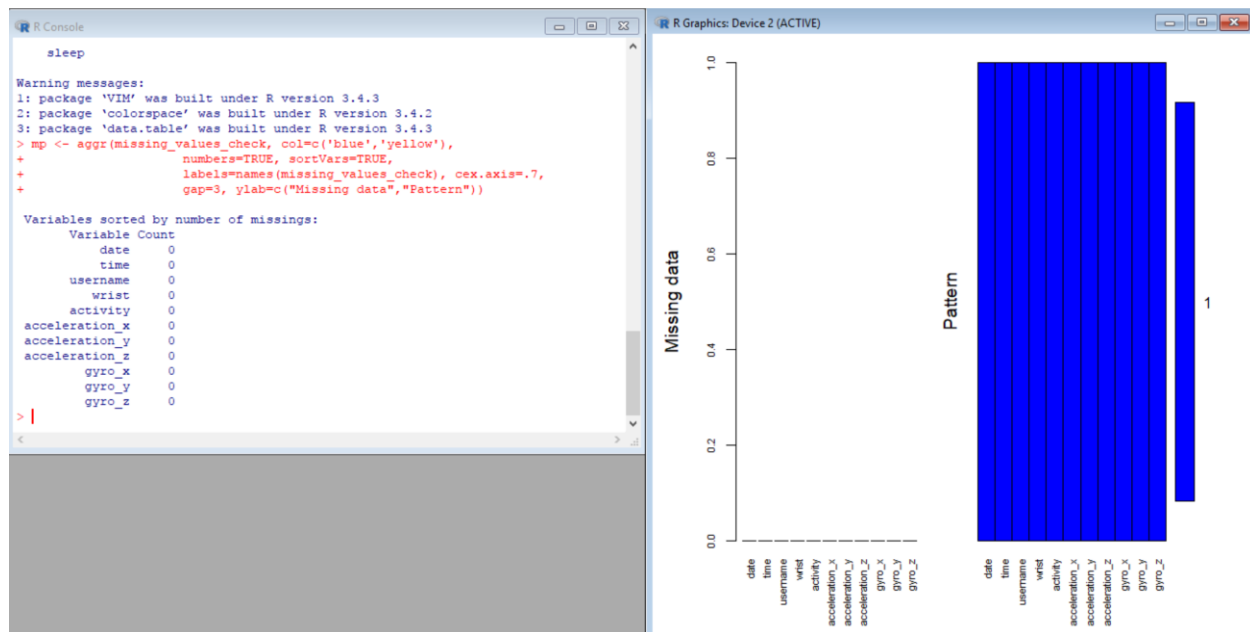 R Console
sleep
Warning messages:
1: package ‘VIM’ was built under R version 3.4.3
2: package ‘colorspace’ was built under R version 3.4.2
3: package ‘data.table’ was built under R version 3.4.3
> mp <- aggr(missing_values_check, col=c('blue','yellow'),
+ numbers=TRUE, sortVars=TRUE,
+ labels=names(missing_values_check), cex.axis=.7,
+ gap=3, ylab=c("Missing data","Pattern"))
Variables sorted by number of missings:
Variable Count
date 0
time 0
username 0
wrist 0
activity 0
acceleration_x 0
acceleration_y 0
acceleration_z 0
gyro_x 0
gyro_y 0
gyro_z 0
>
R Graphics: Device 2 (ACTIVE)
Missing data
1.0
0.8
0.6
0.4
0.2
0.0
date
time
username
wrist
activity
acceleration_x
acceleration_y
acceleration_z
gyro_x
gyro_y
gyro_z
Pattern
1
date
time
username
wrist
activity
acceleration_x
acceleration_y
acceleration_z
gyro_x
gyro_y
gyro_z